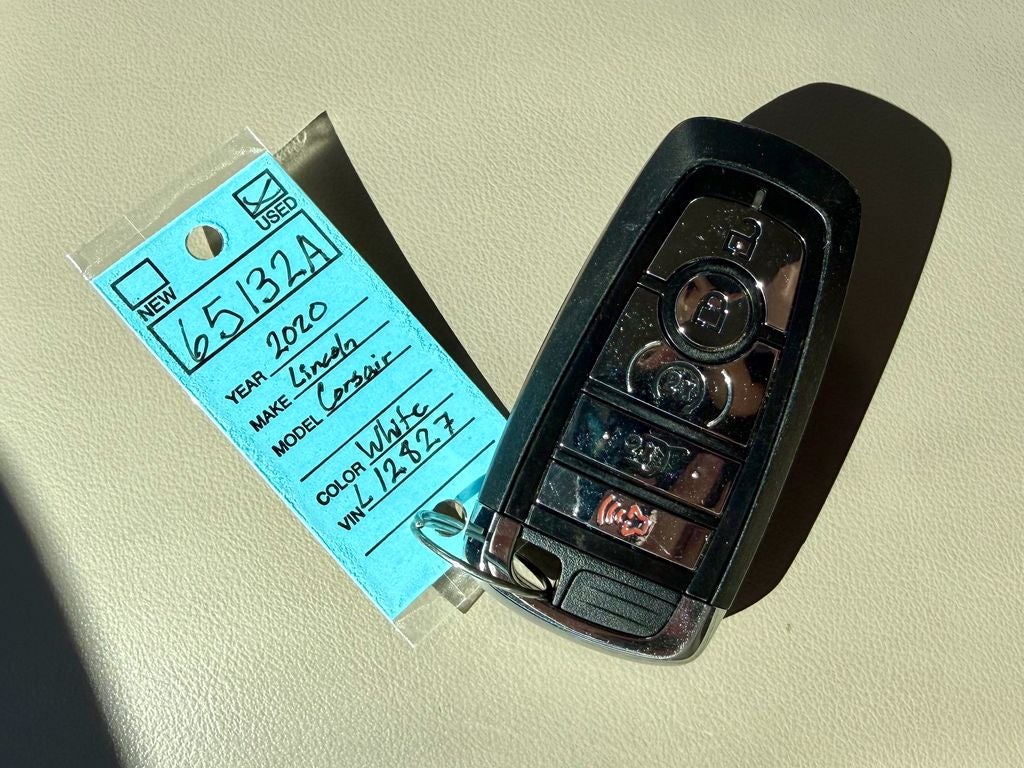 NEW USED
65132A
YEAR 2020
MAKE Lincoln
MODEL Corsair
COLOR White
VIN L12827